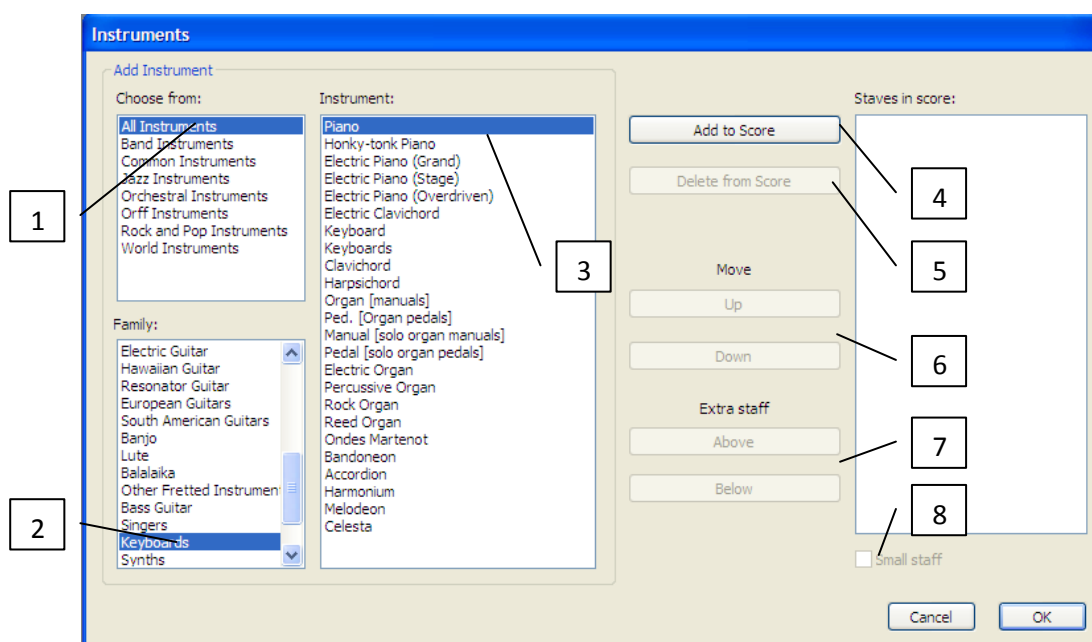 Instruments
Add Instrument
Choose from:
All Instruments
Band Instruments
Common Instruments
Jazz Instruments
Orchestral Instruments
Orff Instruments
Rock and Pop Instruments
World Instruments
1
Family:
Electric Guitar
Hawaiian Guitar
Resonator Guitar
European Guitars
South American Guitars
Banjo
Lute
Balalaika
Other Fretted Instrument
Bass Guitar
Singers
Keyboards
Synths
2
Instrument:
Piano
Honky-tonk Piano
Electric Piano (Grand)
Electric Piano (Stage)
Electric Piano (Overdriven)
Electric Clavichord
Keyboard
Keyboards
Clavichord
Harpsichord
Organ [manuals]
Ped. [Organ pedals]
Manual [solo organ manuals]
Pedal [solo organ pedals]
Electric Organ
Percussive Organ
Rock Organ
Reed Organ
Ondes Martenot
Bandoneon
Accordion
Harmonium
Melodeon
Celesta
3
Add to Score
4
Delete from Score
5
Move
Up
Down
6
Extra staff
Above
Below
7
Staves in score:
8
Small staff
Cancel
OK